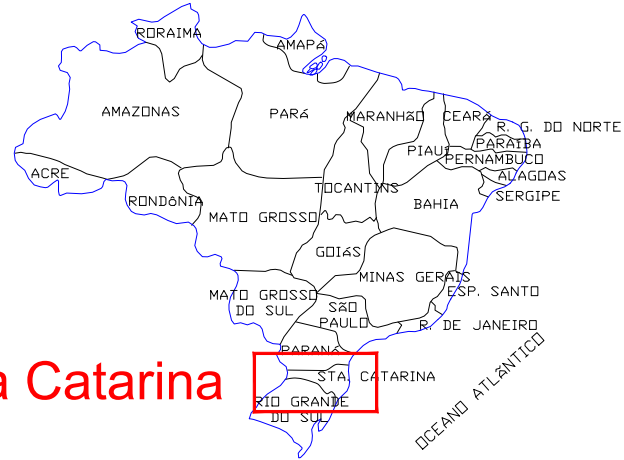 RORAIMA
AMAPá
AMAZONAS
PARá
MARANHãO
CEARá
R. G. DO NORTE
PARAíBA
PIAUí
PERNAMBUCO
ACRE
ALAGOAS
TOCANTINS
SERGIPE
RONDôNIA
BAHIA
MATO GROSSO
GOIáS
MINAS GERAIS
MATO GROSSO
DO SUL
ESP. SANTO
SãO
PAULO
R. DE JANEIRO
PARANá
OCEANO ATLâNTICO
a Catarina
STA. CATARINA
RIO GRANDE
DO SUL